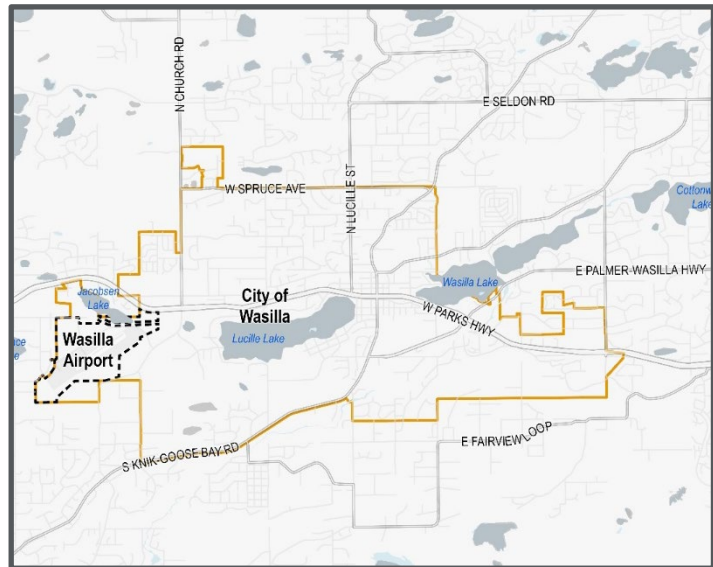 N CHURCH RD
E SELDON RD
W SPRUCE AVE
N LUCILLE ST
Cottonw
Lake
E PALMER-WASILLA HWY
Wasilla Lake
Jacobsen
Lake
City of
Wasilla
W PARKS HWY
Lucille Lake
Wasilla
Airport
ice
e
E FAIRVIEW LOOP
S KNIK-GOOSE BAY RD